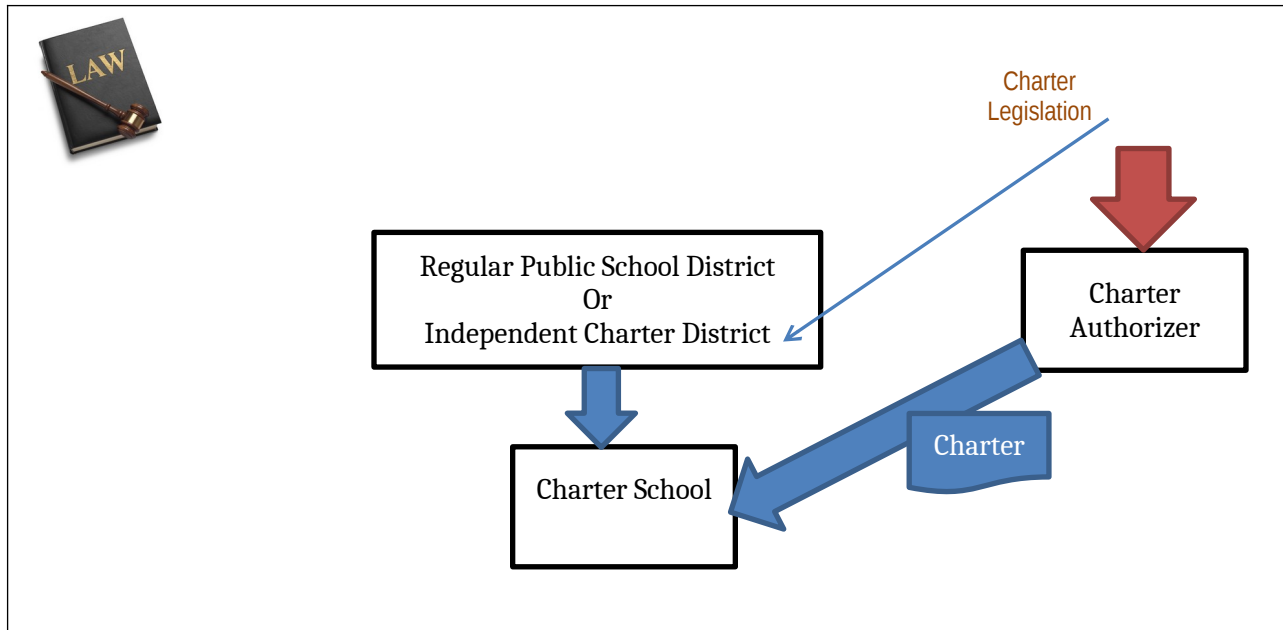 LAW
Charter
Legislation
Regular Public School District
Or
Independent Charter District
Charter
Authorizer
Charter
Charter School